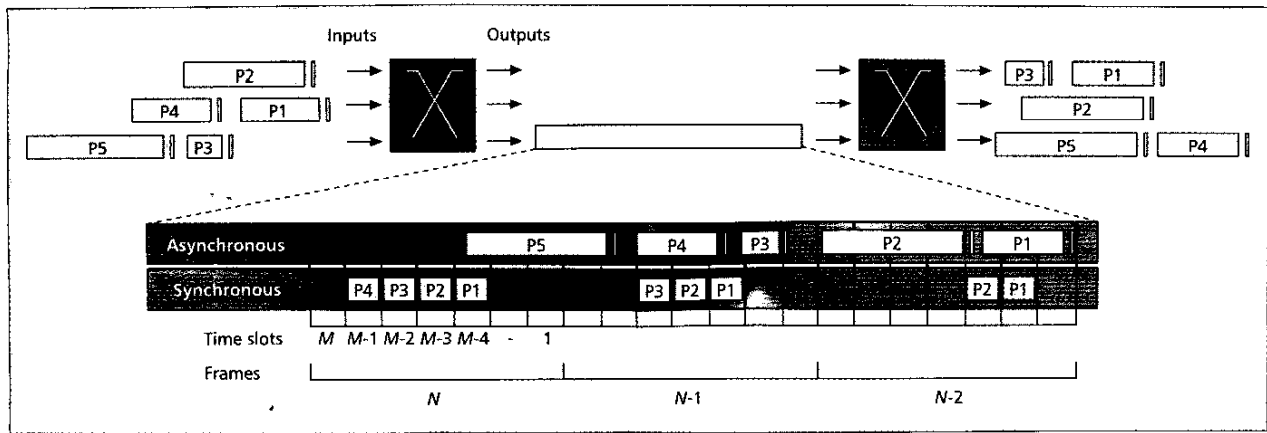 Inputs Outputs
P2 P3 P1
P4 P1 P2
P5 P3 P5 P4
Asynchronous P5 P4 P3 P2 P1
Synchronous P4 P3 P2 P1 P3 P2 P1 P2 P1
Time slots M M-1 M-2 M-3 M-4 - 1
Frames
N N-1 N-2